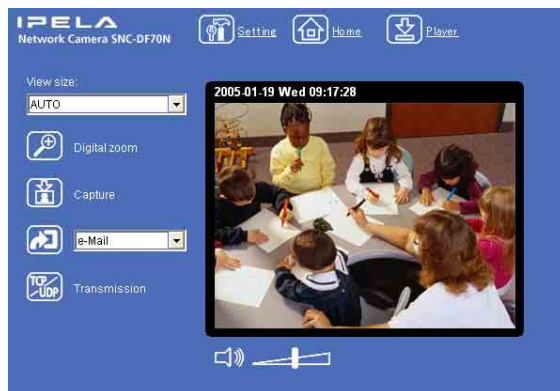 IPELA
Network Camera SNC-DF70N
Setting
Home
Player
View size:
AUTO
2005-01-19 Wed 09:17:28
Digital zoom
Capture
e-Mail
TCP/UDP
Transmission